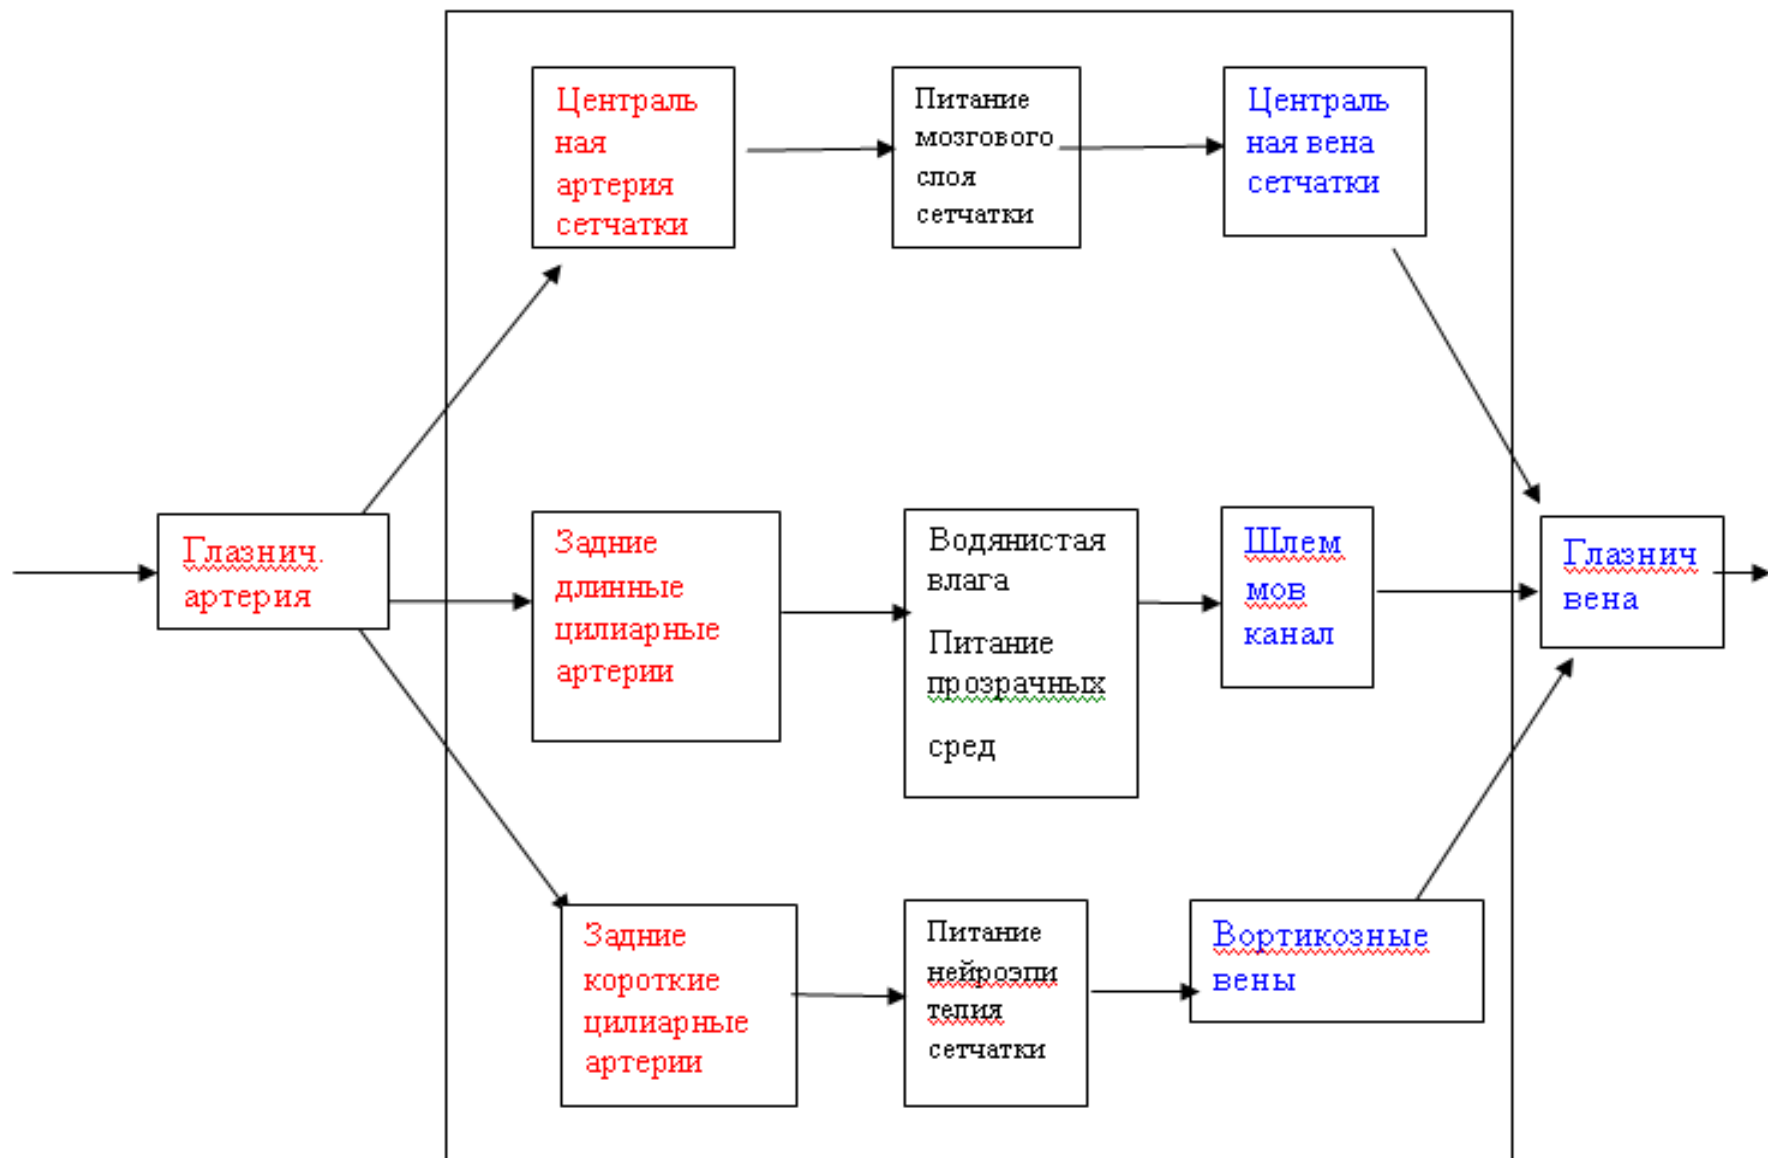 Централь
ная
артерия
сетчатки
Питание
мозгового
слоя
сетчатки
Централь
ная вена
сетчатки
Глазнич.
артерия
Задние
длинные
цилиарные
артерии
Водянистая
влага
Питание
прозрачных
сред
Шлем
мов
канал
Глазнич
вена
Задние
короткие
цилиарные
артерии
Питание
нейроэпи
телия
сетчатки
Вортикозные
вены